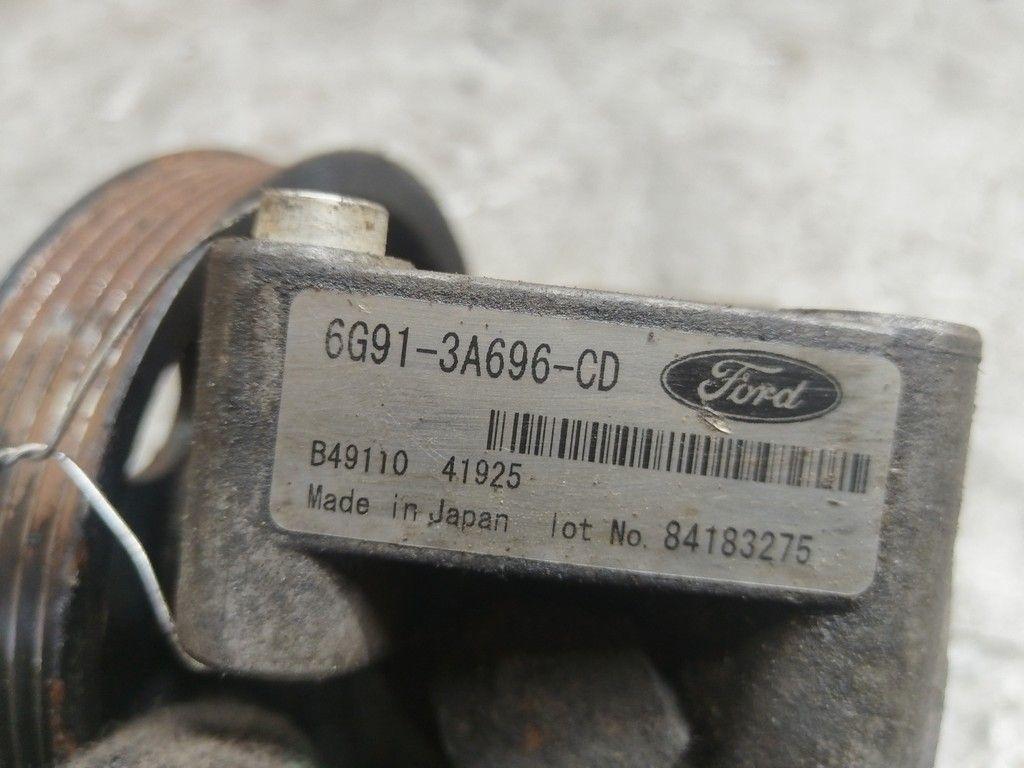 6G91-3A696-CD
Ford
B49110 41925
Made in Japan lot No. 84183275